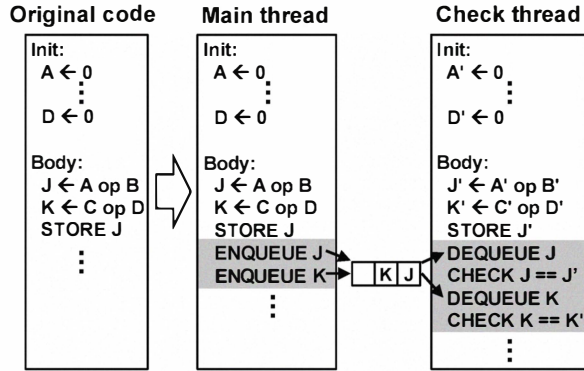 Original code
Init:
A ← 0
⋮
D ← 0
Body:
J ← A op B
K ← C op D
STORE J
⋮
Main thread
Init:
A ← 0
⋮
D ← 0
Body:
J ← A op B
K ← C op D
STORE J
ENQUEUE J
ENQUEUE K
⋮
K J
Check thread
Init:
A' ← 0
⋮
D' ← 0
Body:
J' ← A' op B'
K' ← C' op D'
STORE J'
DEQUEUE J
CHECK J == J’
DEQUEUE K
CHECK K == K'
⋮